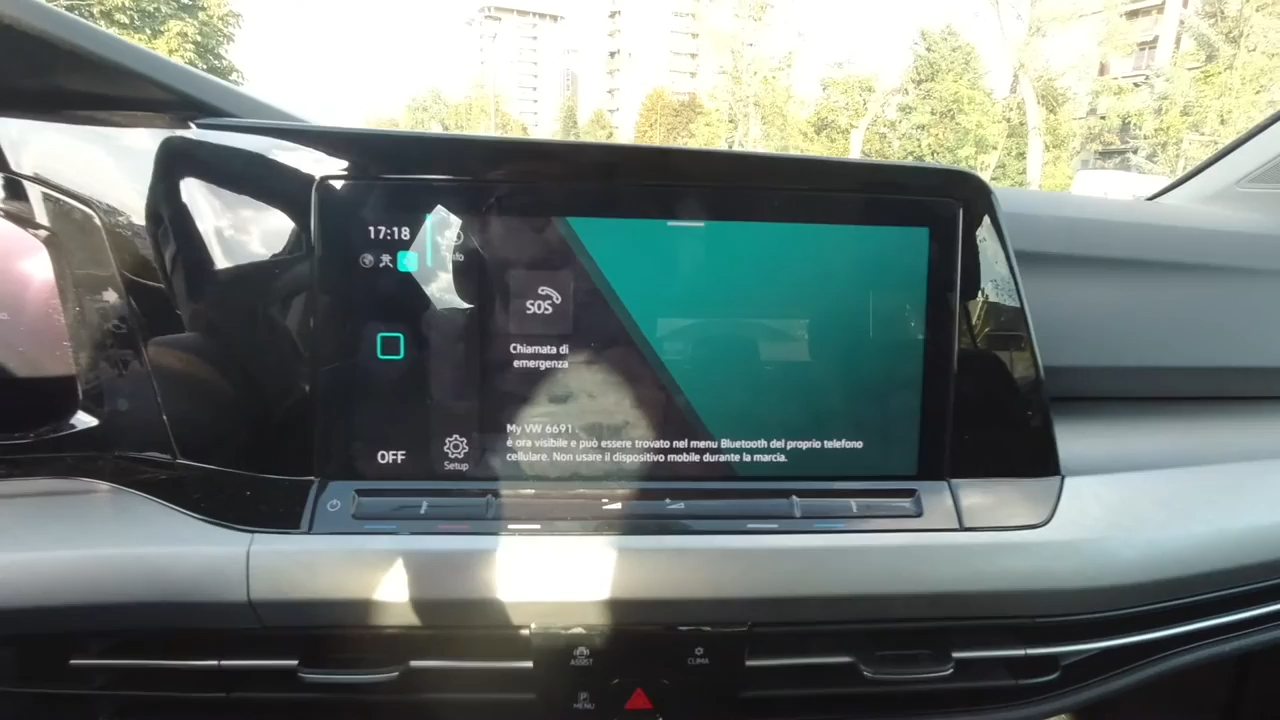 17:18
Info
SOS
Chiamata di
emergenza
My VW 6691
è ora visibile e può essere trovato nel menu Bluetooth del proprio telefono
cellulare. Non usare il dispositivo mobile durante la marcia.
OFF
Setup
ASSIST
CLIMA
P
MENU